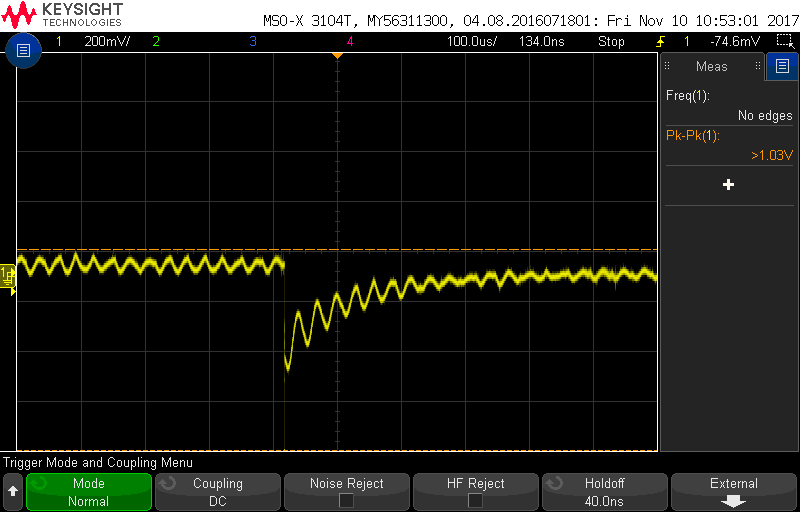 KEYSIGHT
TECHNOLOGIES
MSO-X 3104T, MY56311300, 04.08.2016071801: Fri Nov 10 10:53:01 2017
1 200mV/ 2 3 4 100.0us/ 134.0ns Stop 1 -74.6mV
Meas
Freq(1):
No edges
Pk-Pk(1):
>1.03V
1
Trigger Mode and Coupling Menu
Mode
Normal
Coupling
DC
Noise Reject
HF Reject
Holdoff
40.0ns
External